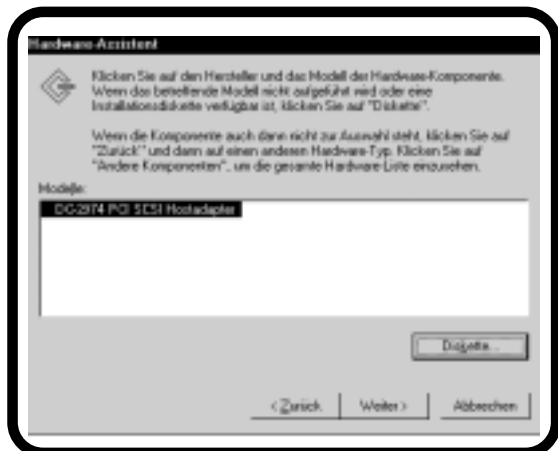 Hardware-Assistent
Klicken Sie auf den Hersteller und das Modell der Hardware-Komponente.
Wenn das betreffende Modell nicht aufgeführt wird oder eine
Installationsdiskette verfügbar ist, klicken Sie auf "Diskette".
Wenn die Komponente auch dann nicht zur Auswahl steht, klicken Sie auf
"Zurück" und dann auf einen anderen Hardware-Typ. Klicken Sie auf
"Andere Komponenten", um die gesamte Hardware-Liste einzusehen.
Modelle:
DC-2974 PCI SCSI Hostadapter
Diskette...
< Zurück
Weiter >
Abbrechen